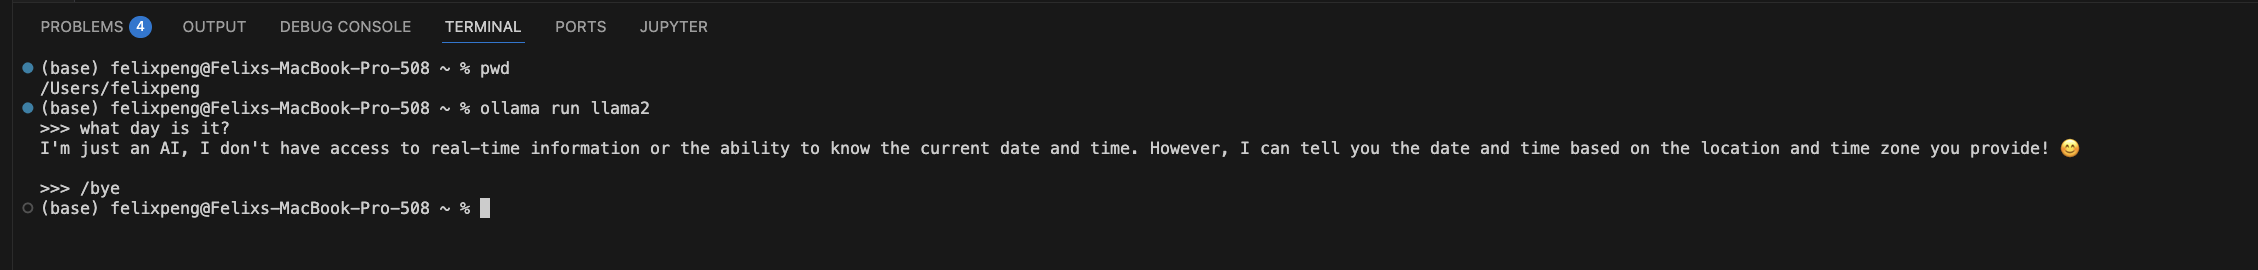 PROBLEMS 4 OUTPUT DEBUG CONSOLE TERMINAL PORTS JUPYTER
(base) felixpeng@Felixs-MacBook-Pro-508 ~ % pwd
/Users/felixpeng
(base) felixpeng@Felixs-MacBook-Pro-508 ~ % ollama run llama2
>>> what day is it?
I'm just an AI, I don't have access to real-time information or the ability to know the current date and time. However, I can tell you the date and time based on the location and time zone you provide! 😊
>>> /bye
(base) felixpeng@Felixs-MacBook-Pro-508 ~ %